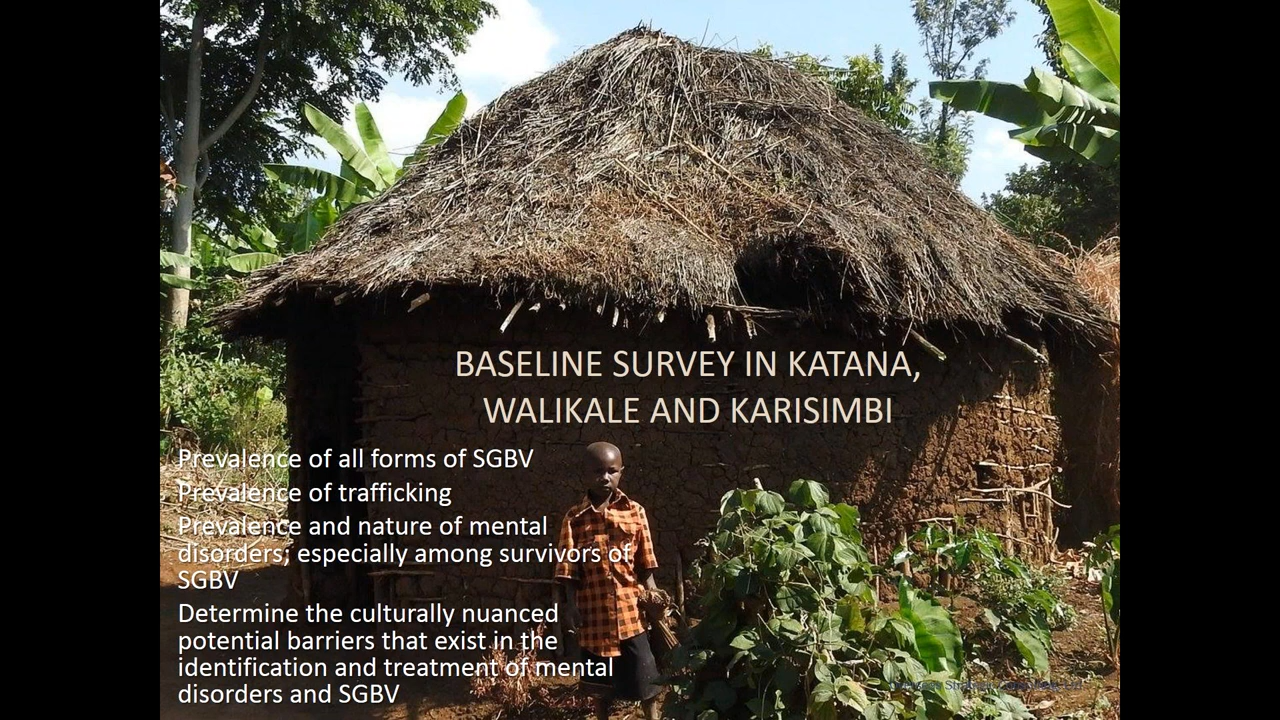 BASELINE SURVEY IN KATANA,
WALIKALE AND KARISIMBI
Prevalence of all forms of SGBV
Prevalence of trafficking
Prevalence and nature of mental
disorders; especially among survivors of
SGBV
Determine the culturally nuanced
potential barriers that exist in the
identification and treatment of mental
disorders and SGBV